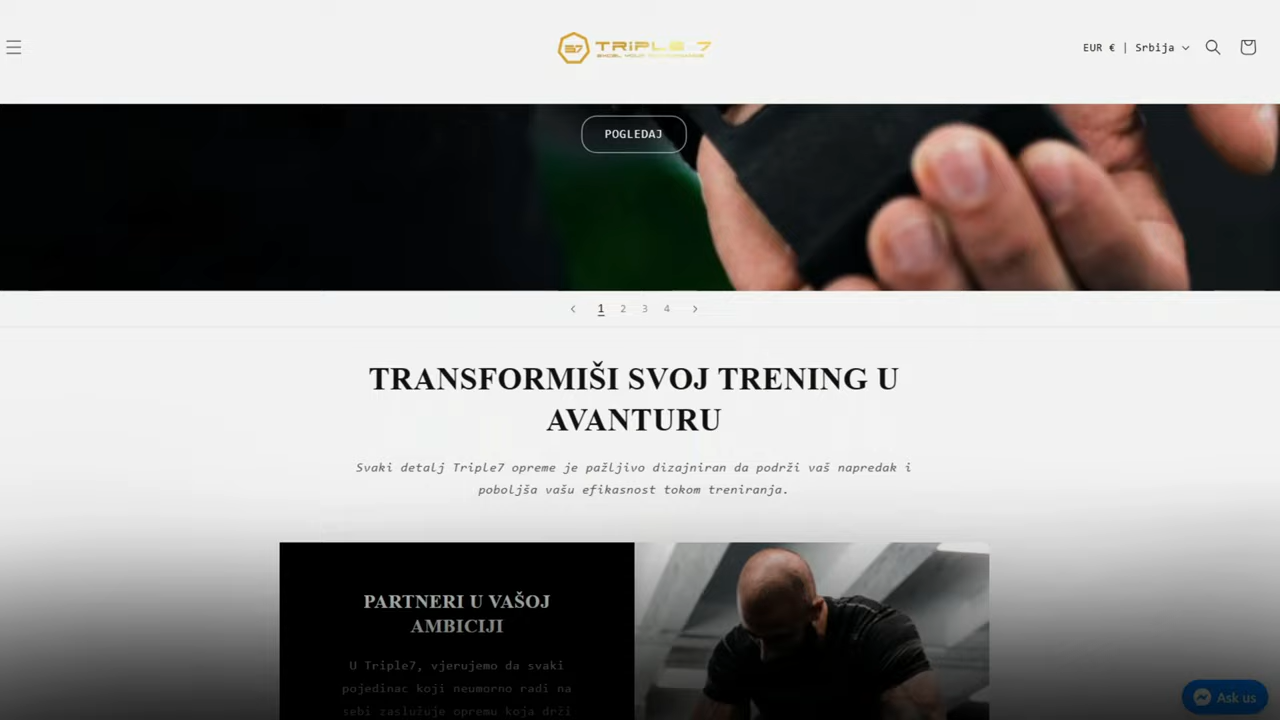 TRIPLE 7
EUR € | Srbija
POGLEDAJ
1 2 3 4
TRANSFORMIŠI SVOJ TRENING U
AVANTURU
Svaki detalj Triple7 opreme je pažljivo dizajniran da podrži vaš napredak i
poboljša vašu efikasnost tokom treniranja.
PARTNERI U VAŠOJ
AMBICIJI
U Triple7, vjerujemo da svaki
pojedinac koji neumorno radi na
sebi zaslužuje opremu koja drži
Ask us